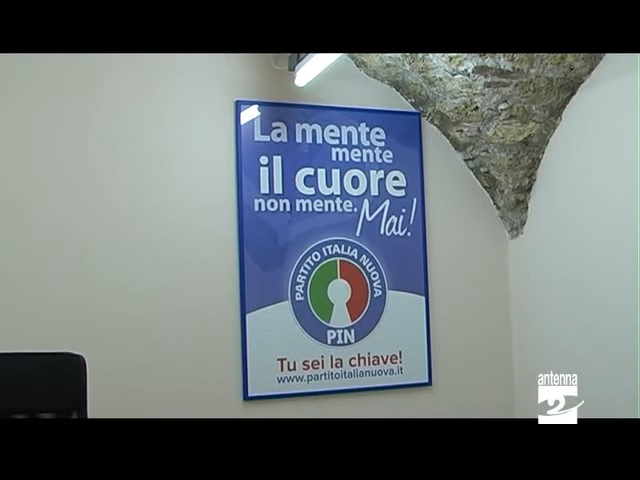 La mente
mente
il cuore
non mente.
Mai!
PARTITO ITALIA NUOVA
PIN
Tu sei la chiave!
www.partitoitalianuova.it
antenna
2